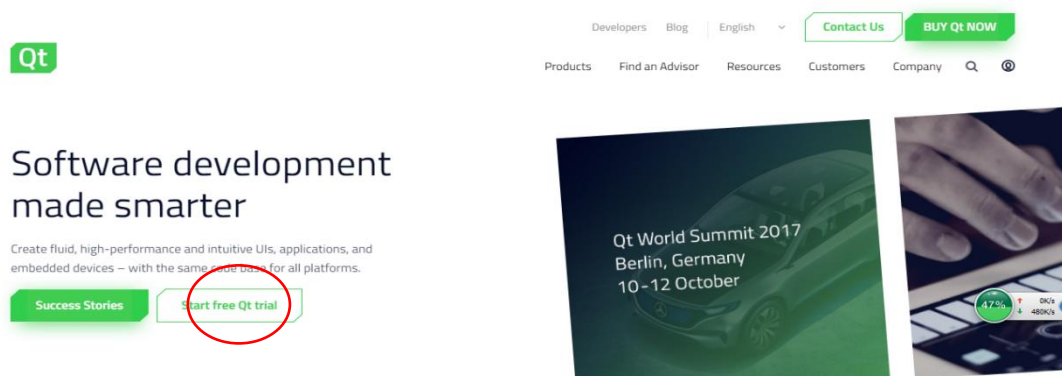 Developers Blog English Contact Us BUY Qt NOW
Qt
Products Find an Advisor Resources Customers Company
Software development
made smarter
Create fluid, high-performance and intuitive UIs, applications, and
embedded devices – with the same code base for all platforms.
Success Stories Start free Qt trial
Qt World Summit 2017
Berlin, Germany
10-12 October
47% ↑ 0K/s
↓ 480K/s